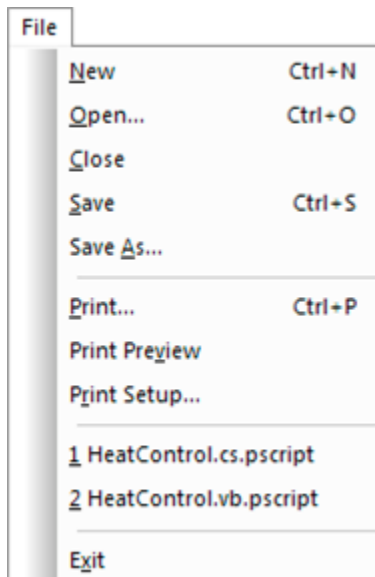 File
New Ctrl+N
Open... Ctrl+O
Close
Save Ctrl+S
Save As...
Print... Ctrl+P
Print Preview
Print Setup...
1 HeatControl.cs.pscript
2 HeatControl.vb.pscript
Exit